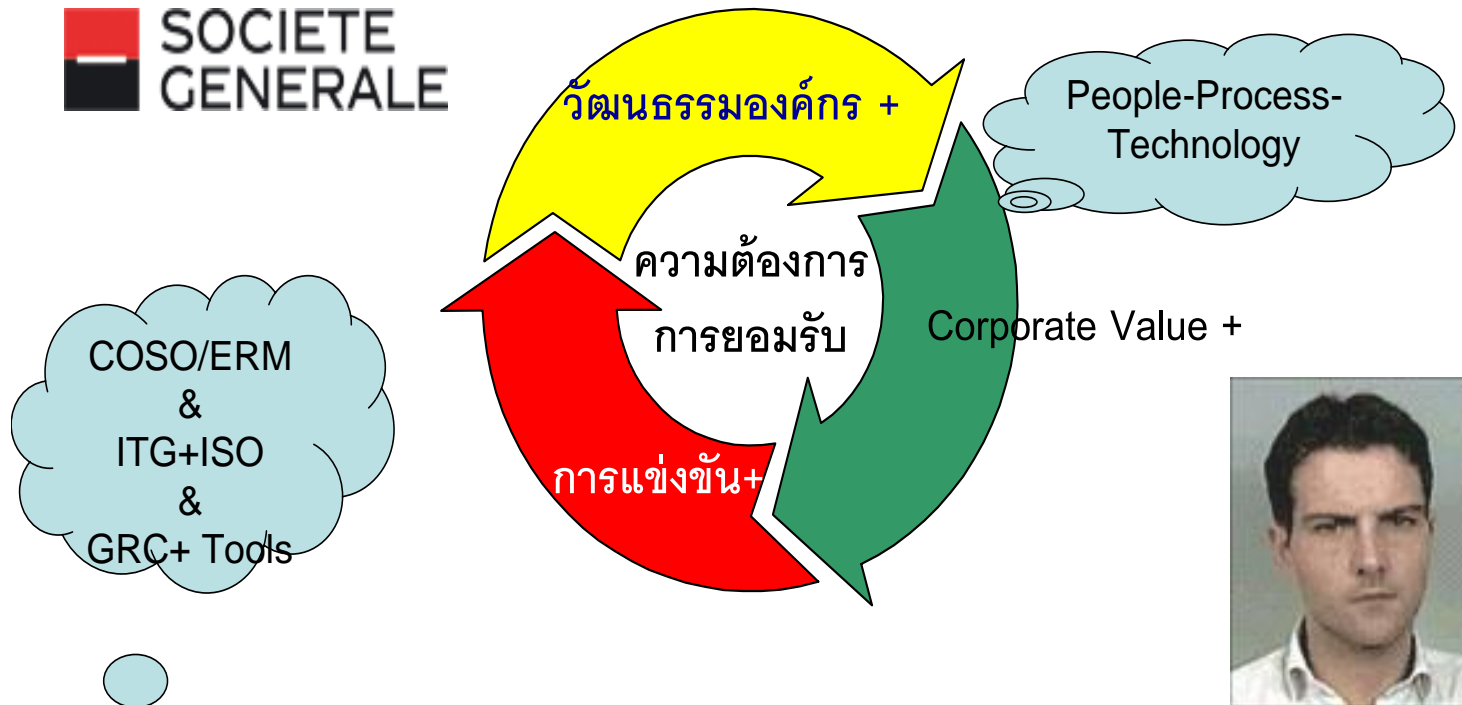 SOCIETE
GENERALE
วัฒนธรรมองค์กร +
People-Process-
Technology
ความต้องการ
การยอมรับ
Corporate Value +
COSO/ERM
&
ITG+ISO
&
GRC+ Tools
การแข่งขัน+